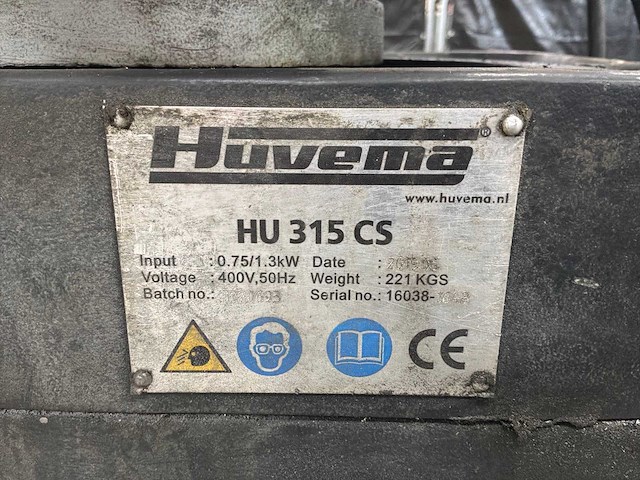 Huvema®
www.huvema.nl
HU 315 CS
Input : 0.75/1.3kW Date :
Voltage : 400V,50Hz Weight : 221 KGS
Batch no.: Serial no.: 16038-
CE